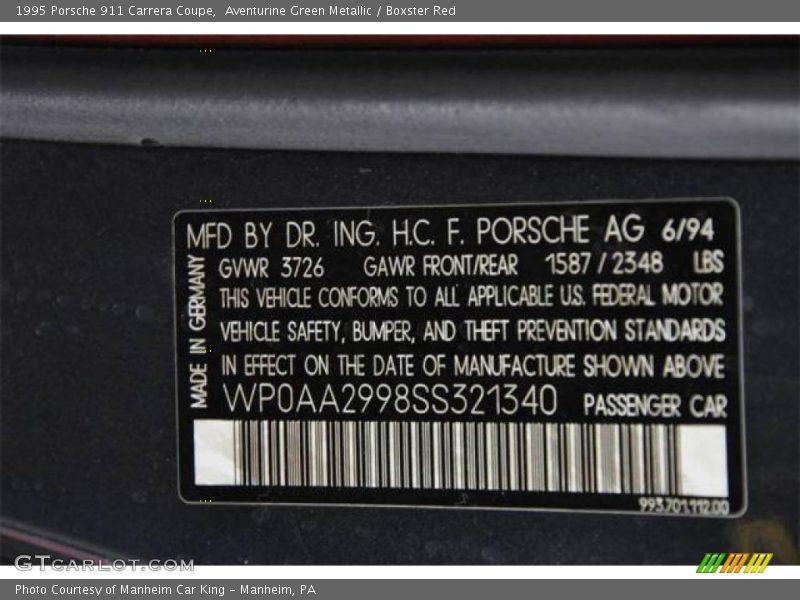 1995 Porsche 911 Carrera Coupe, Aventurine Green Metallic / Boxster Red
MFD BY DR. ING. H.C. F. PORSCHE AG 6/94
GVWR 3726 GAWR FRONT/REAR 1587/2348 LBS
THIS VEHICLE CONFORMS TO ALL APPLICABLE U.S. FEDERAL MOTOR
VEHICLE SAFETY, BUMPER, AND THEFT PREVENTION STANDARDS
IN EFFECT ON THE DATE OF MANUFACTURE SHOWN ABOVE
WP0AA2998SS321340 PASSENGER CAR
MADE IN GERMANY
993.701.112.00
GTCARLOT.COM
Photo Courtesy of Manheim Car King - Manheim, PA